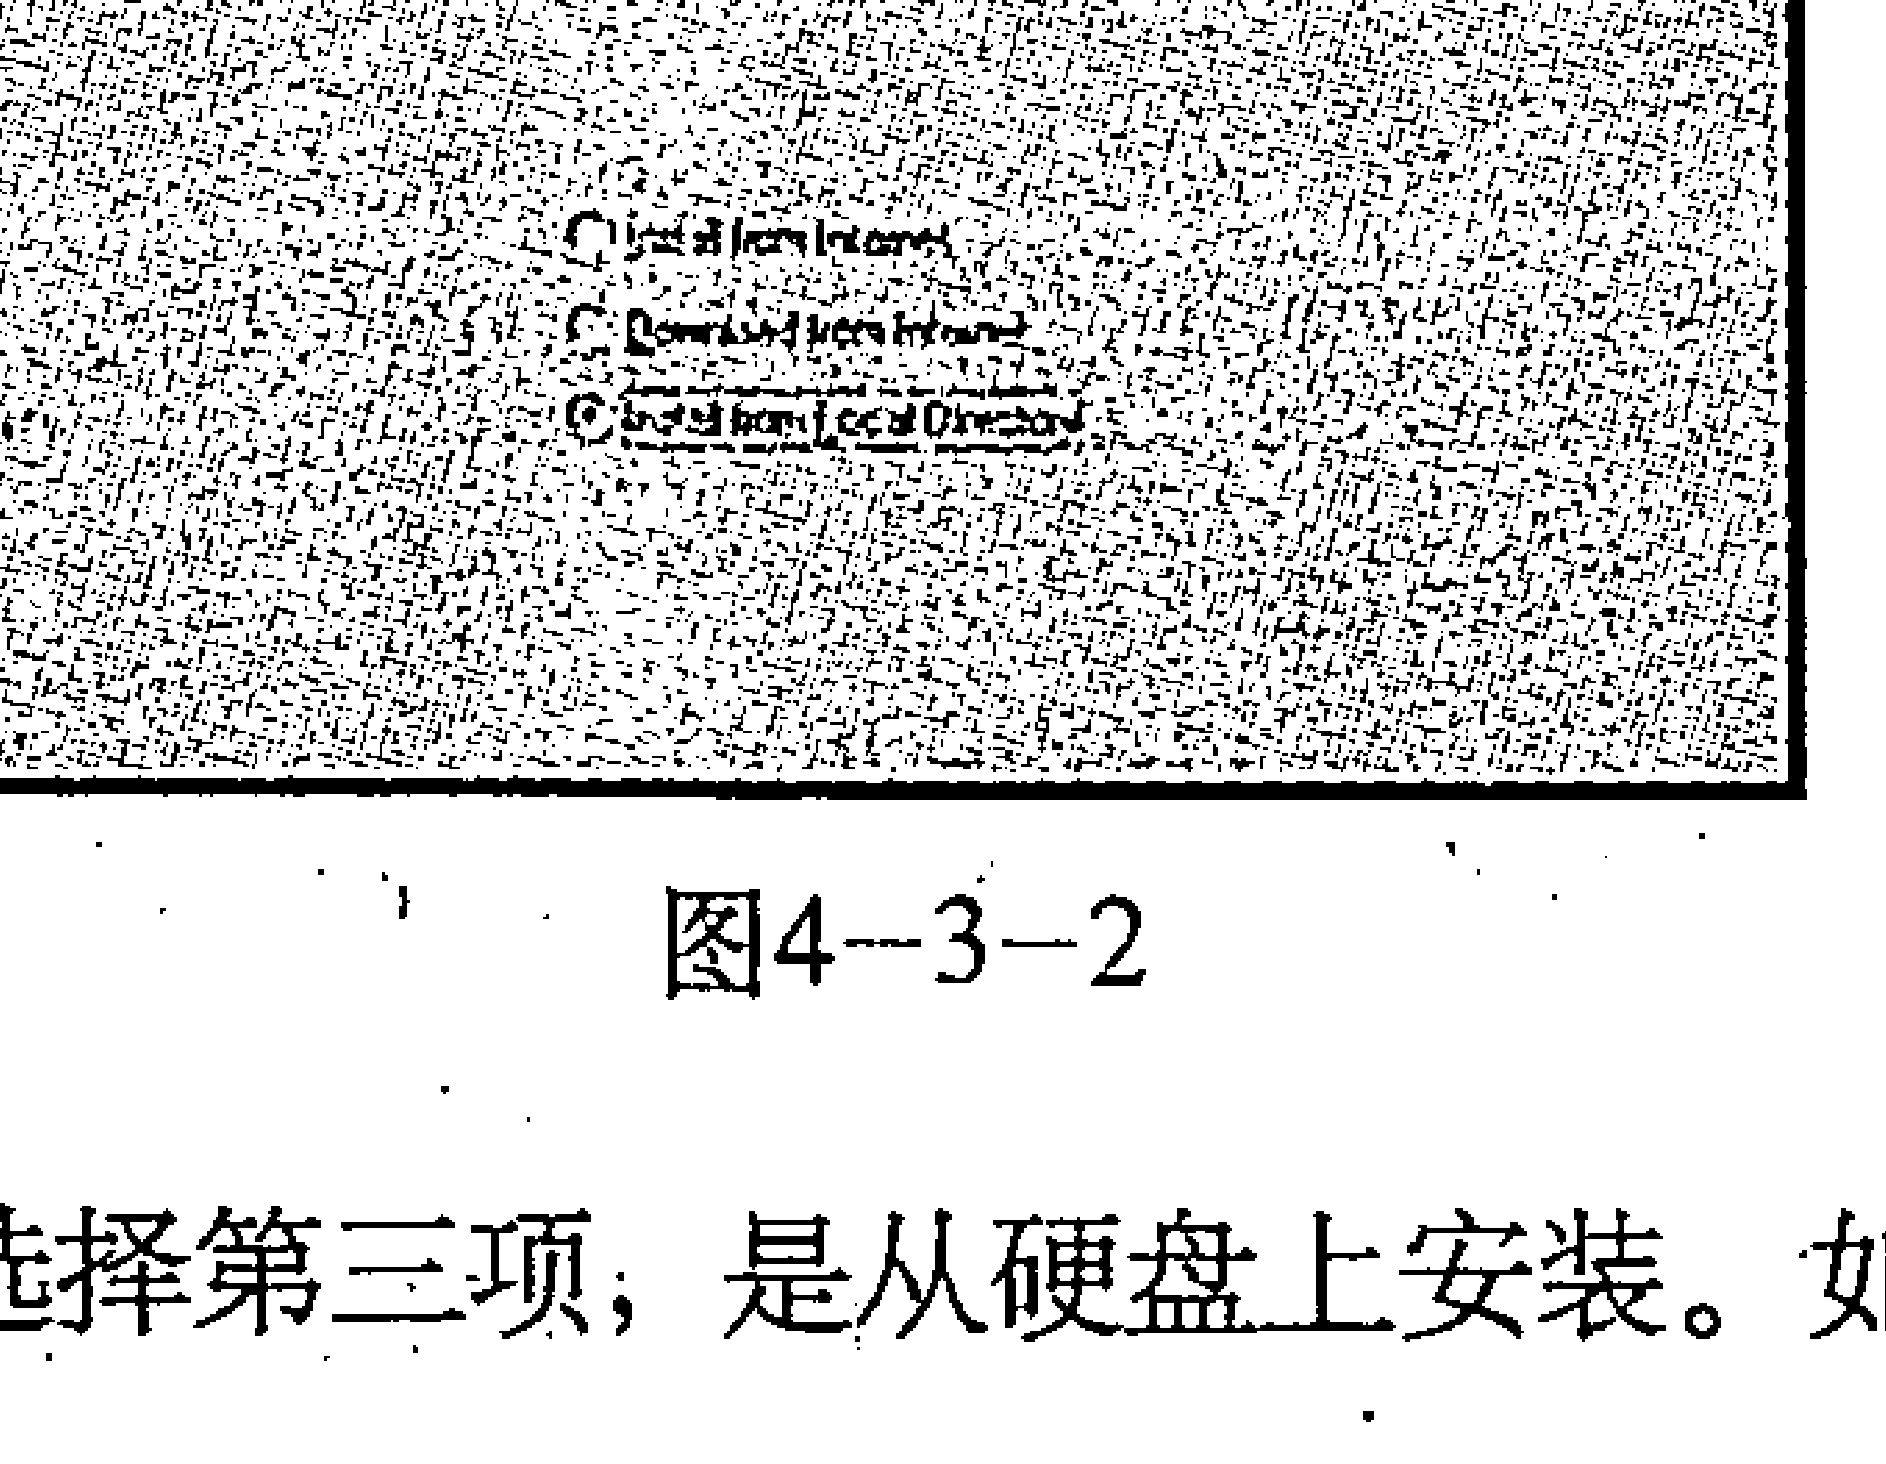 Install from Internet
Download from Internet
Install from Local Directory
图4-3-2
选择第三项，是从硬盘上安装。如